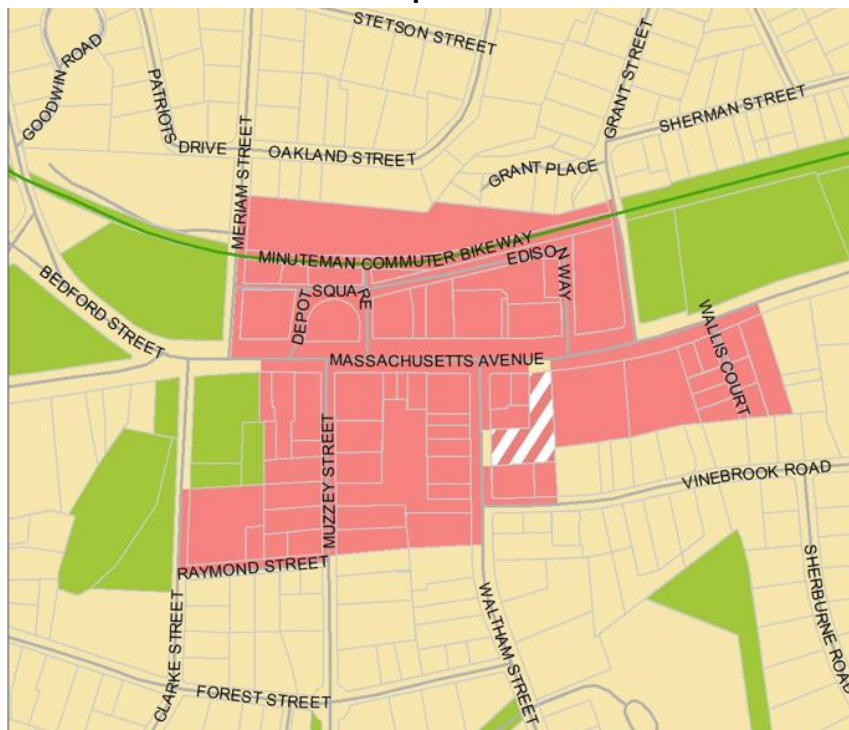 STETSON STREET
GOODWIN ROAD
PATRIOTS
DRIVE
OAKLAND STREET
GRANT STREET
SHERMAN STREET
GRANT PLACE
MERIAM STREET
MINUTEMAN COMMUTER BIKEWAY
EDISON WAY
BEDFORD STREET
DEPOT SQUARE
WALLIS COURT
MASSACHUSETTS AVENUE
MUZZEY STREET
VINEBROOK ROAD
RAYMOND STREET
SHERBURNE ROAD
CLARKE STREET
WALTHAM STREET
FOREST STREET